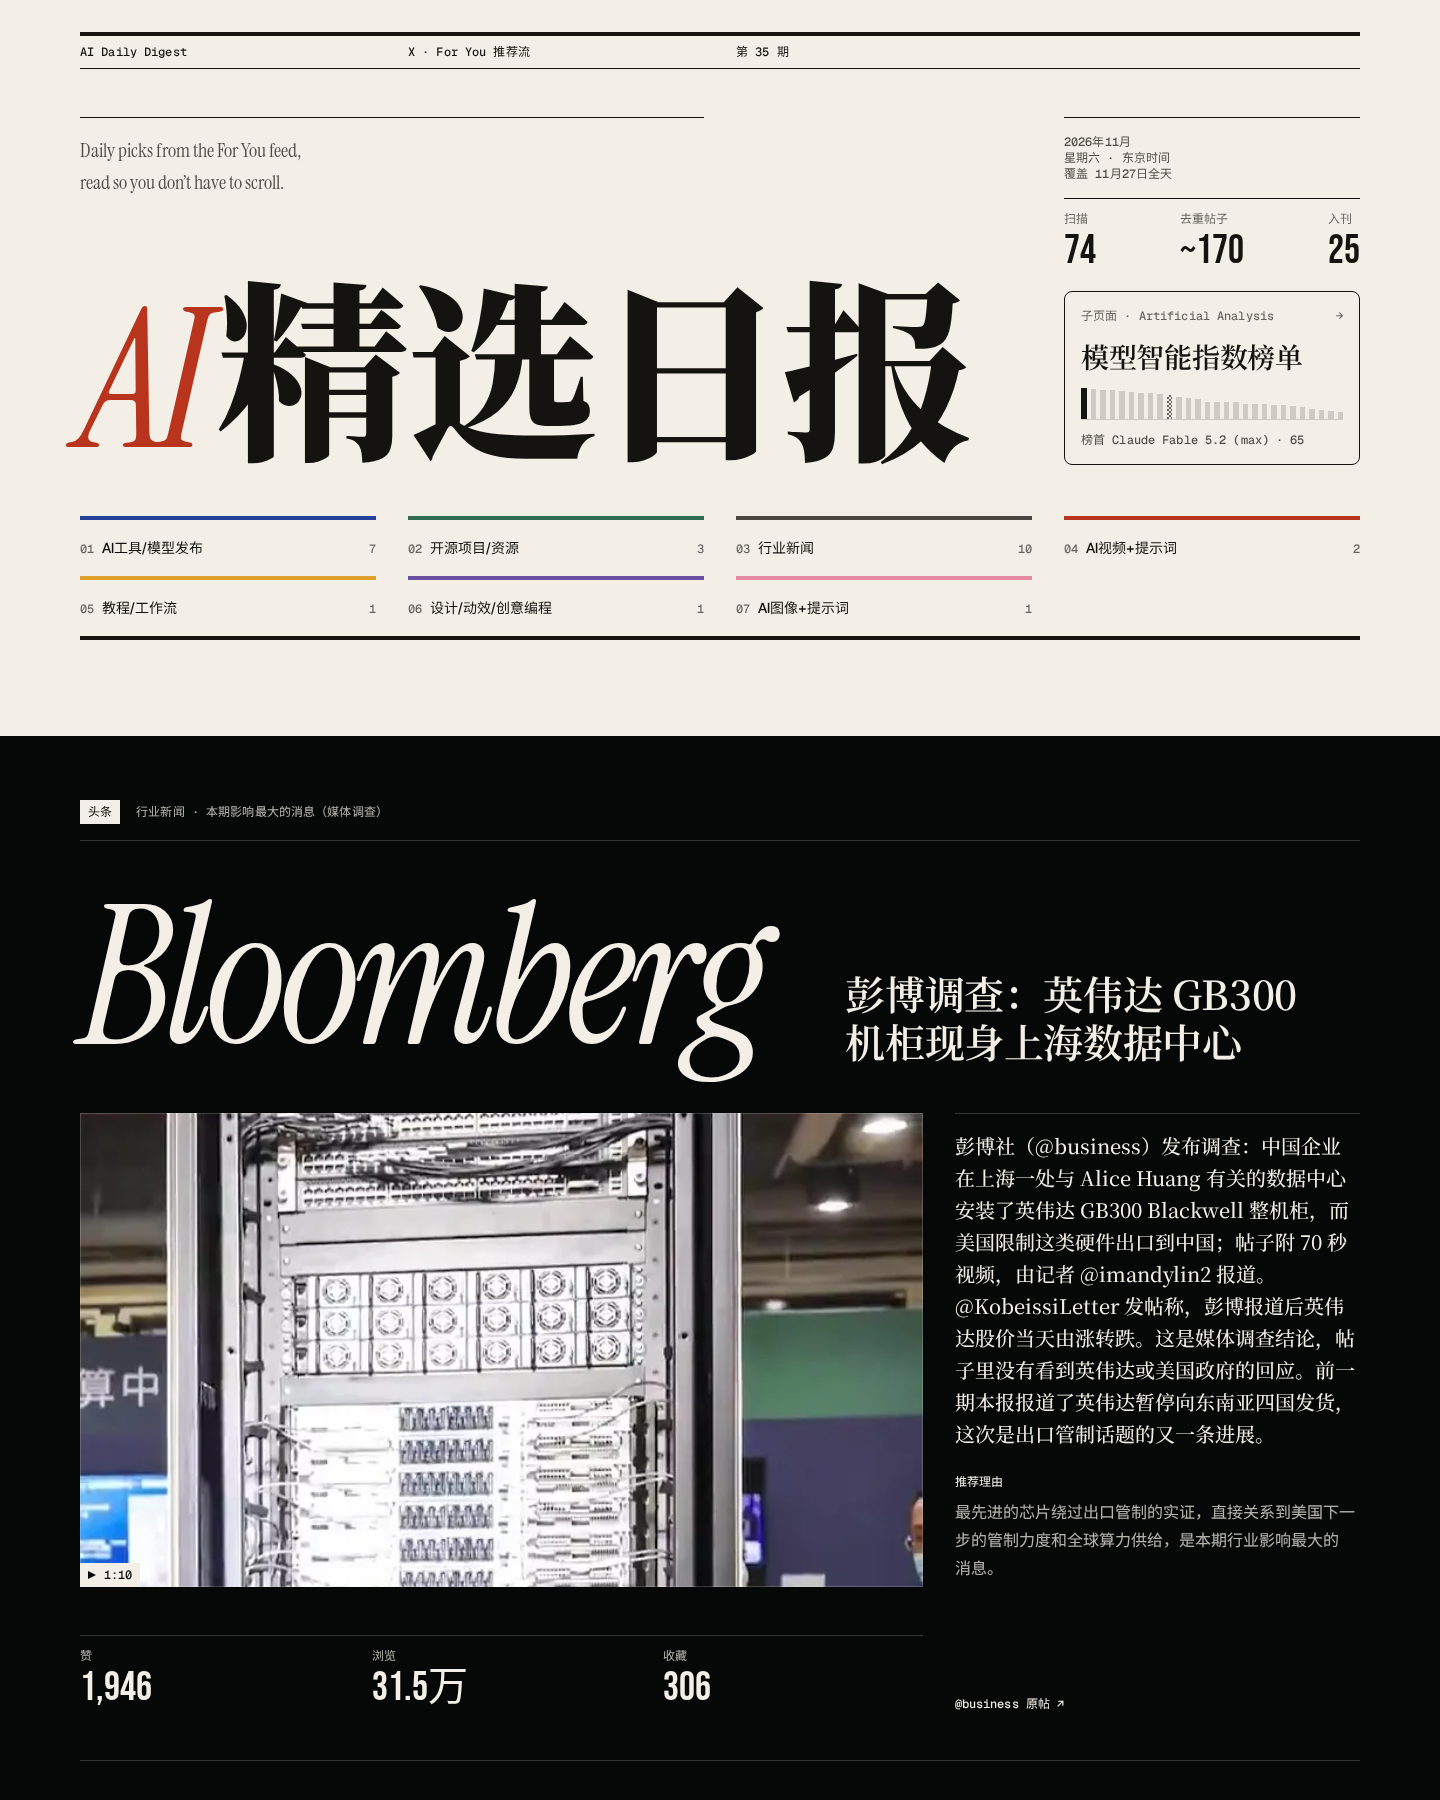 AI Daily Digest
X · For You 推荐流
第 35 期
Daily picks from the For You feed,
read so you don’t have to scroll.
2026年11月
星期六 · 东京时间
覆盖 11月27日全天
扫描
去重帖子
入刊
74
~170
25
AI精选日报
子页面 · Artificial Analysis →
模型智能指数榜单
榜首 Claude Fable 5.2 (max) · 65
01 AI工具/模型发布 7
02 开源项目/资源 3
03 行业新闻 10
04 AI视频+提示词 2
05 教程/工作流 1
06 设计/动效/创意编程 1
07 AI图像+提示词 1
头条
行业新闻 · 本期影响最大的消息（媒体调查）
Bloomberg
彭博调查：英伟达 GB300
机柜现身上海数据中心
算中
▶ 1:10
彭博社（@business）发布调查：中国企业
在上海一处与 Alice Huang 有关的数据中心
安装了英伟达 GB300 Blackwell 整机柜，而
美国限制这类硬件出口到中国；帖子附 70 秒
视频，由记者 @imandylin2 报道。
@KobeissiLetter 发帖称，彭博报道后英伟
达股价当天由涨转跌。这是媒体调查结论，帖
子里没有看到英伟达或美国政府的回应。前一
期本报报道了英伟达暂停向东南亚四国发货，
这次是出口管制话题的又一条进展。
推荐理由
最先进的芯片绕过出口管制的实证，直接关系到美国下一
步的管制力度和全球算力供给，是本期行业影响最大的
消息。
赞
浏览
收藏
1,946
31.5万
306
@business 原帖 ↗